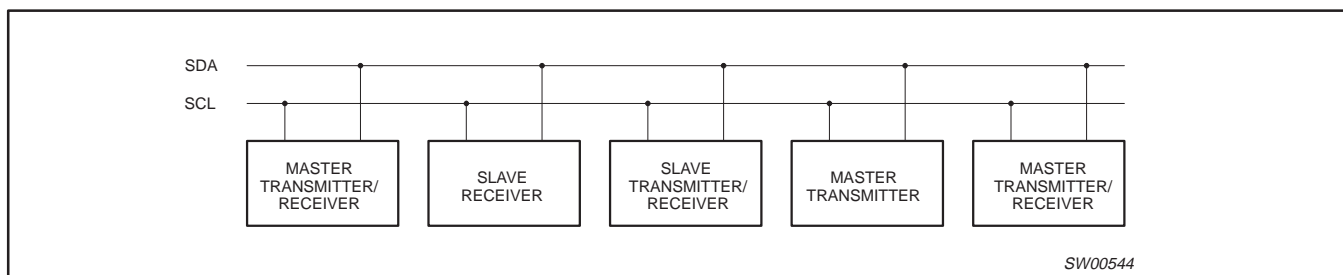 SDA
SCL
MASTER
TRANSMITTER/
RECEIVER
SLAVE
RECEIVER
SLAVE
TRANSMITTER/
RECEIVER
MASTER
TRANSMITTER
MASTER
TRANSMITTER/
RECEIVER
SW00544